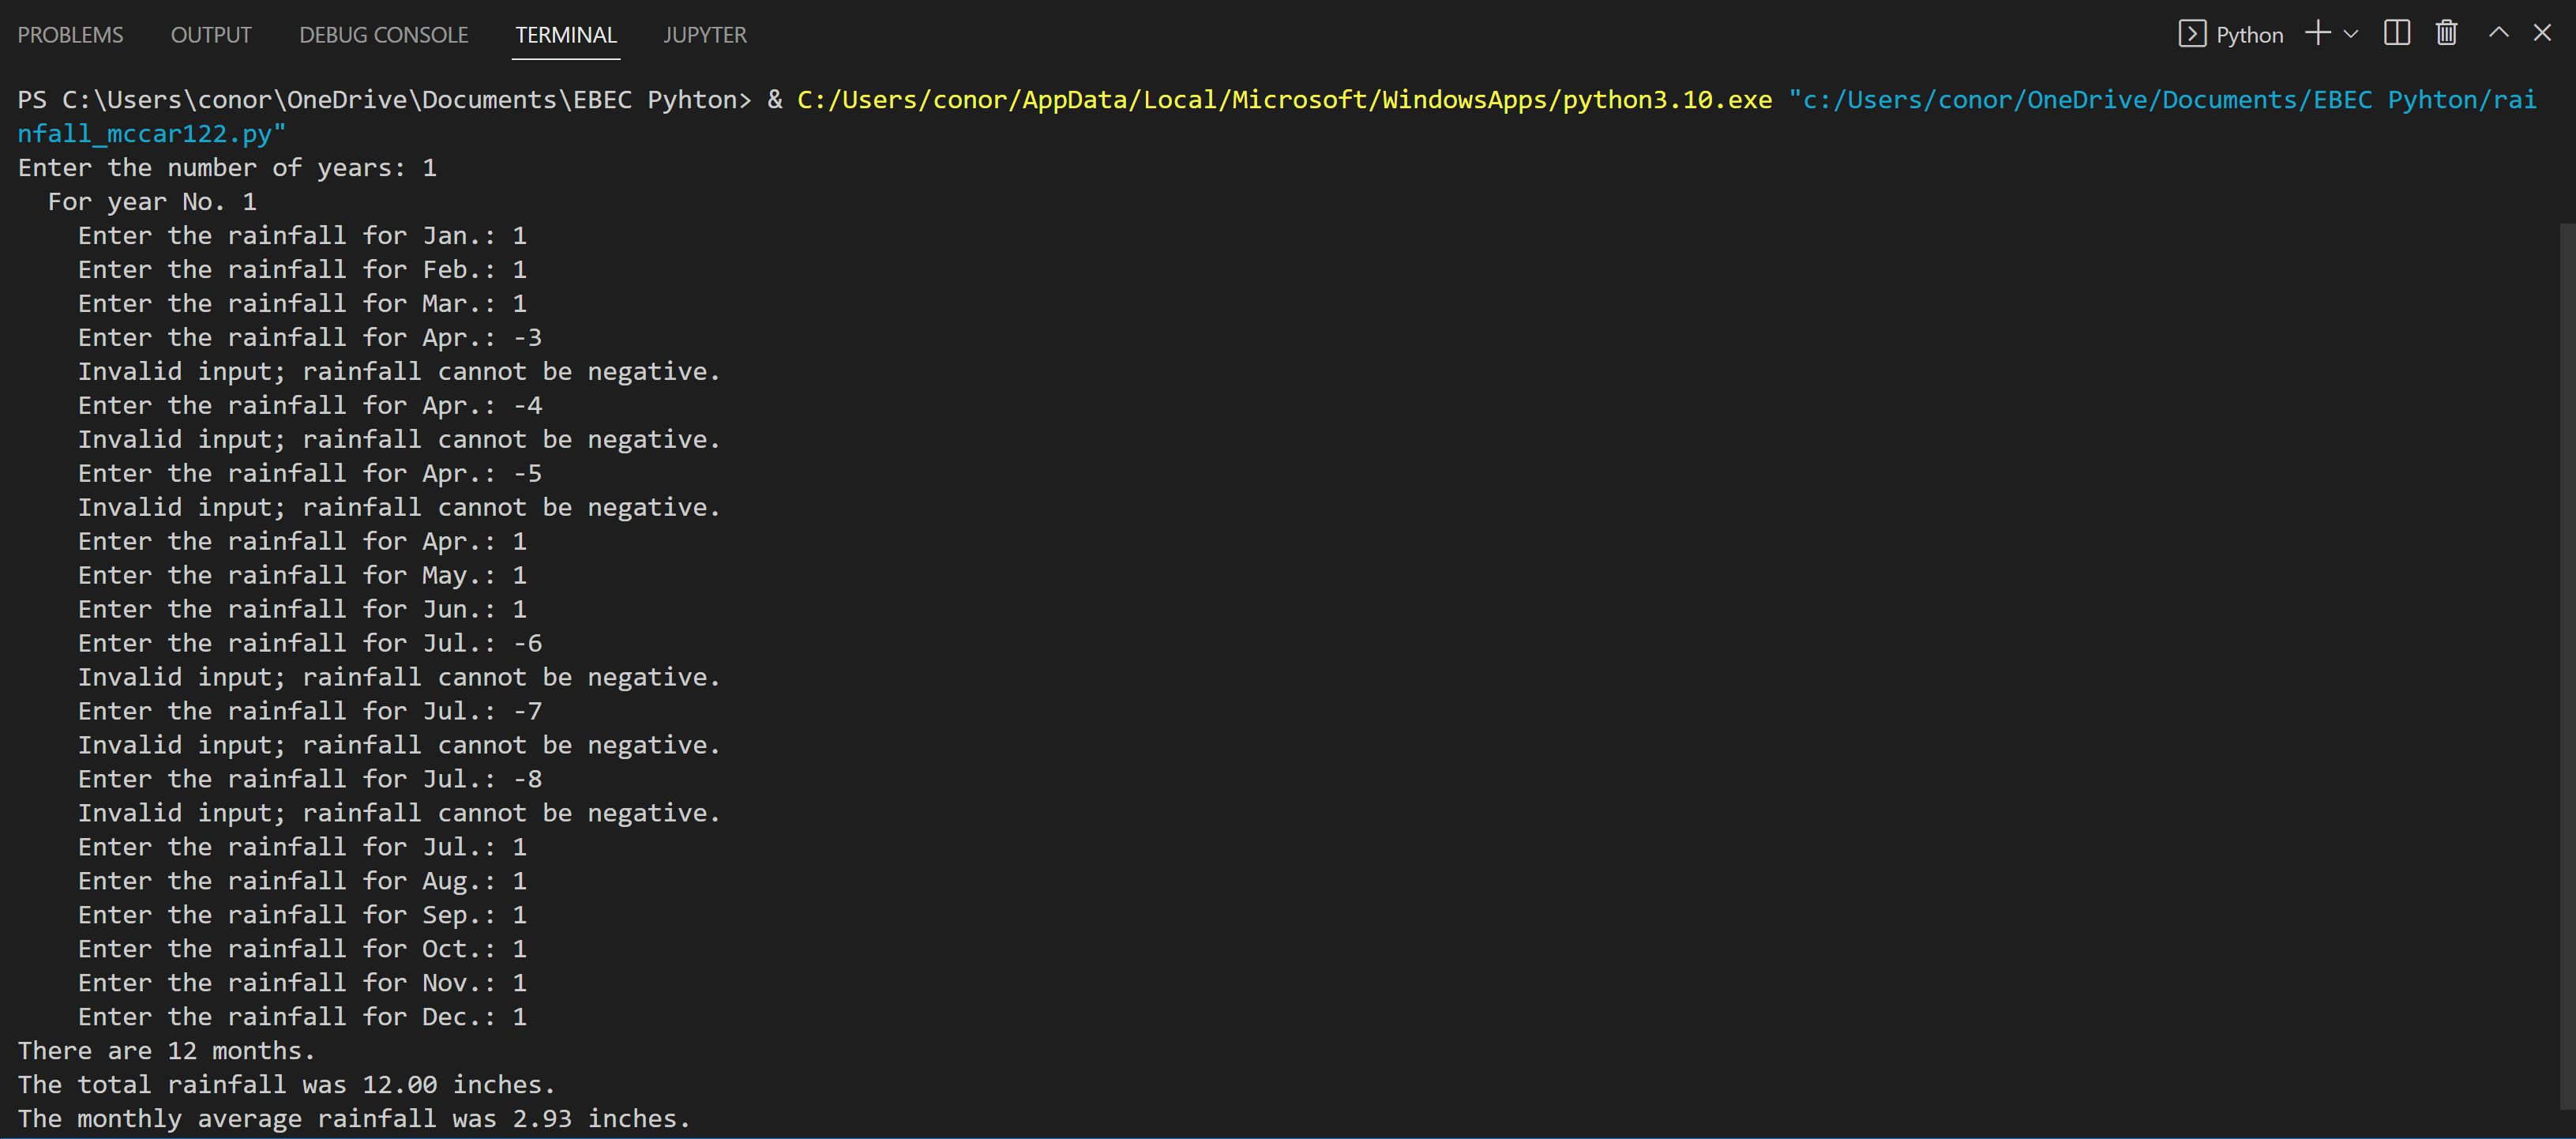 PROBLEMS OUTPUT DEBUG CONSOLE TERMINAL JUPYTER Python
PS C:\Users\conor\OneDrive\Documents\EBEC Pyhton> & C:/Users/conor/AppData/Local/Microsoft/WindowsApps/python3.10.exe "c:/Users/conor/OneDrive/Documents/EBEC Pyhton/rai
nfall_mccar122.py"
Enter the number of years: 1
  For year No. 1
    Enter the rainfall for Jan.: 1
    Enter the rainfall for Feb.: 1
    Enter the rainfall for Mar.: 1
    Enter the rainfall for Apr.: -3
    Invalid input; rainfall cannot be negative.
    Enter the rainfall for Apr.: -4
    Invalid input; rainfall cannot be negative.
    Enter the rainfall for Apr.: -5
    Invalid input; rainfall cannot be negative.
    Enter the rainfall for Apr.: 1
    Enter the rainfall for May.: 1
    Enter the rainfall for Jun.: 1
    Enter the rainfall for Jul.: -6
    Invalid input; rainfall cannot be negative.
    Enter the rainfall for Jul.: -7
    Invalid input; rainfall cannot be negative.
    Enter the rainfall for Jul.: -8
    Invalid input; rainfall cannot be negative.
    Enter the rainfall for Jul.: 1
    Enter the rainfall for Aug.: 1
    Enter the rainfall for Sep.: 1
    Enter the rainfall for Oct.: 1
    Enter the rainfall for Nov.: 1
    Enter the rainfall for Dec.: 1
There are 12 months.
The total rainfall was 12.00 inches.
The monthly average rainfall was 2.93 inches.